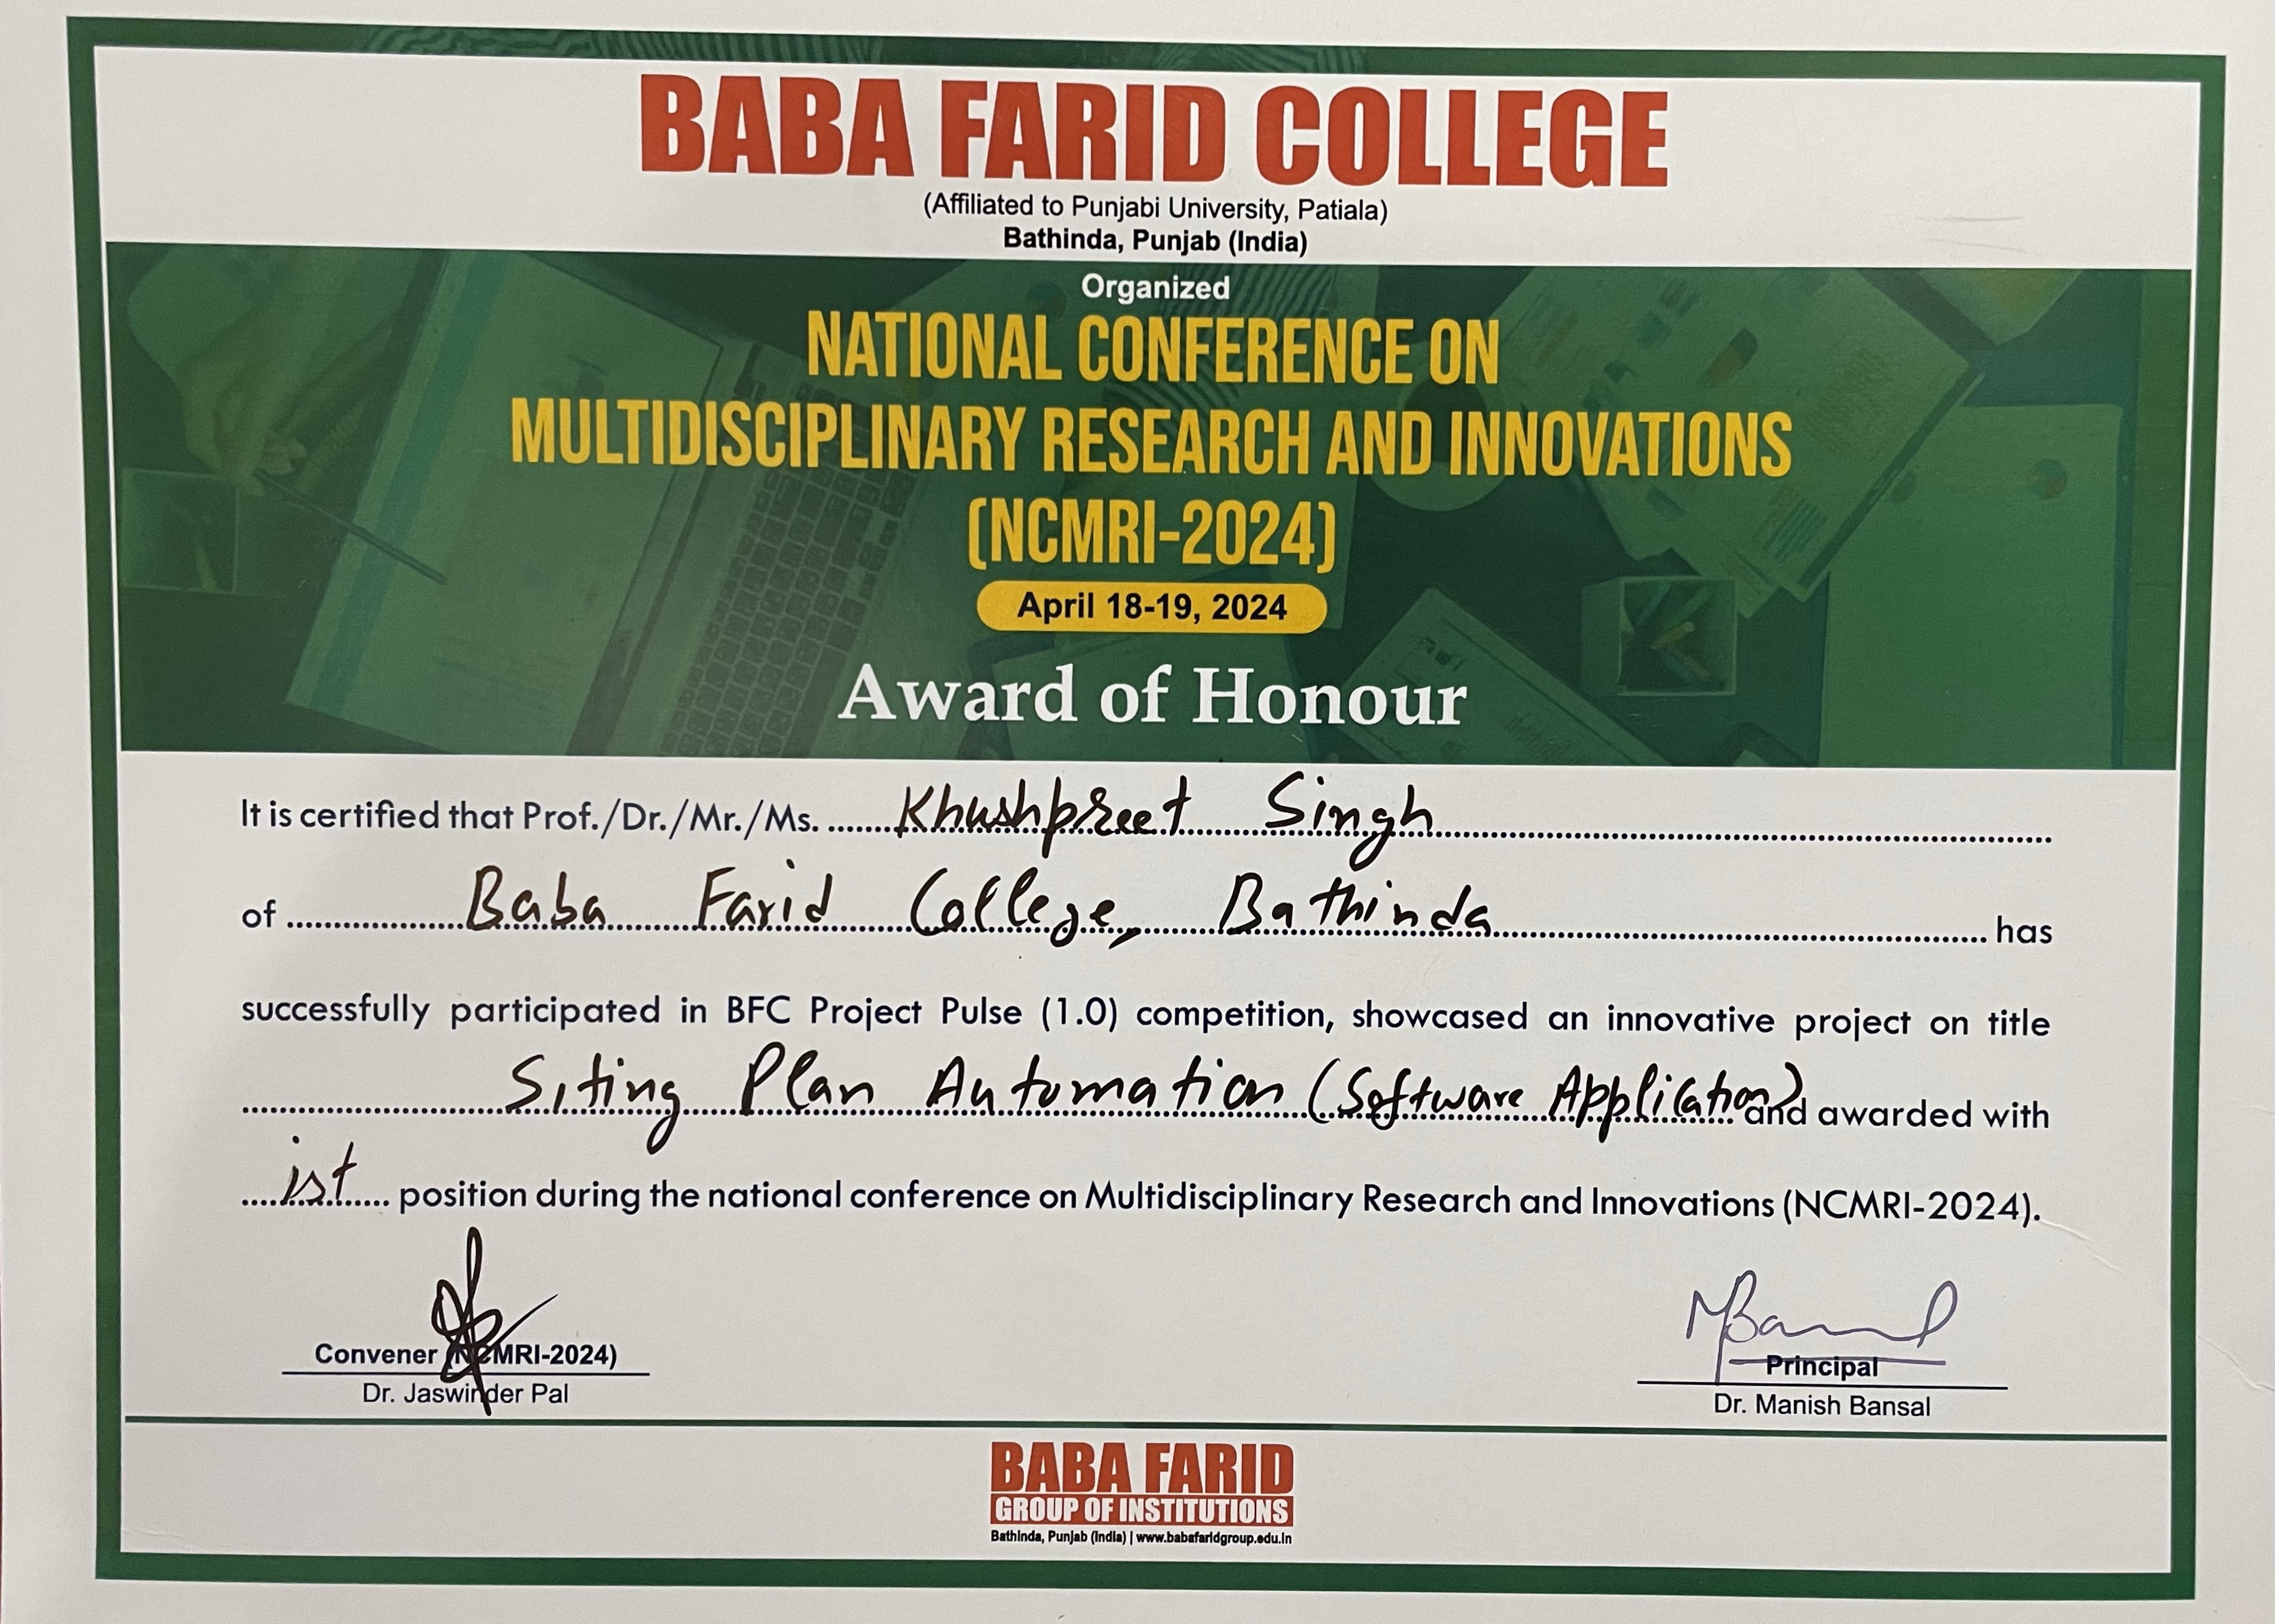 BABA FARID COLLEGE
(Affiliated to Punjabi University, Patiala)
Bathinda, Punjab (India)
Organized
NATIONAL CONFERENCE ON
MULTIDISCIPLINARY RESEARCH AND INNOVATIONS
(NCMRI-2024)
April 18-19, 2024
Award of Honour
It is certified that Prof./Dr./Mr./Ms. Khushpreet Singh
of Baba Farid College, Bathinda has
successfully participated in BFC Project Pulse (1.0) competition, showcased an innovative project on title
Siting Plan Automation (Software Application) and awarded with
ist position during the national conference on Multidisciplinary Research and Innovations (NCMRI-2024).
MBansal
Convener (NCMRI-2024)
Dr. Jaswinder Pal
Principal
Dr. Manish Bansal
BABA FARID
GROUP OF INSTITUTIONS
Bathinda, Punjab (India) | www.babafaridgroup.edu.in